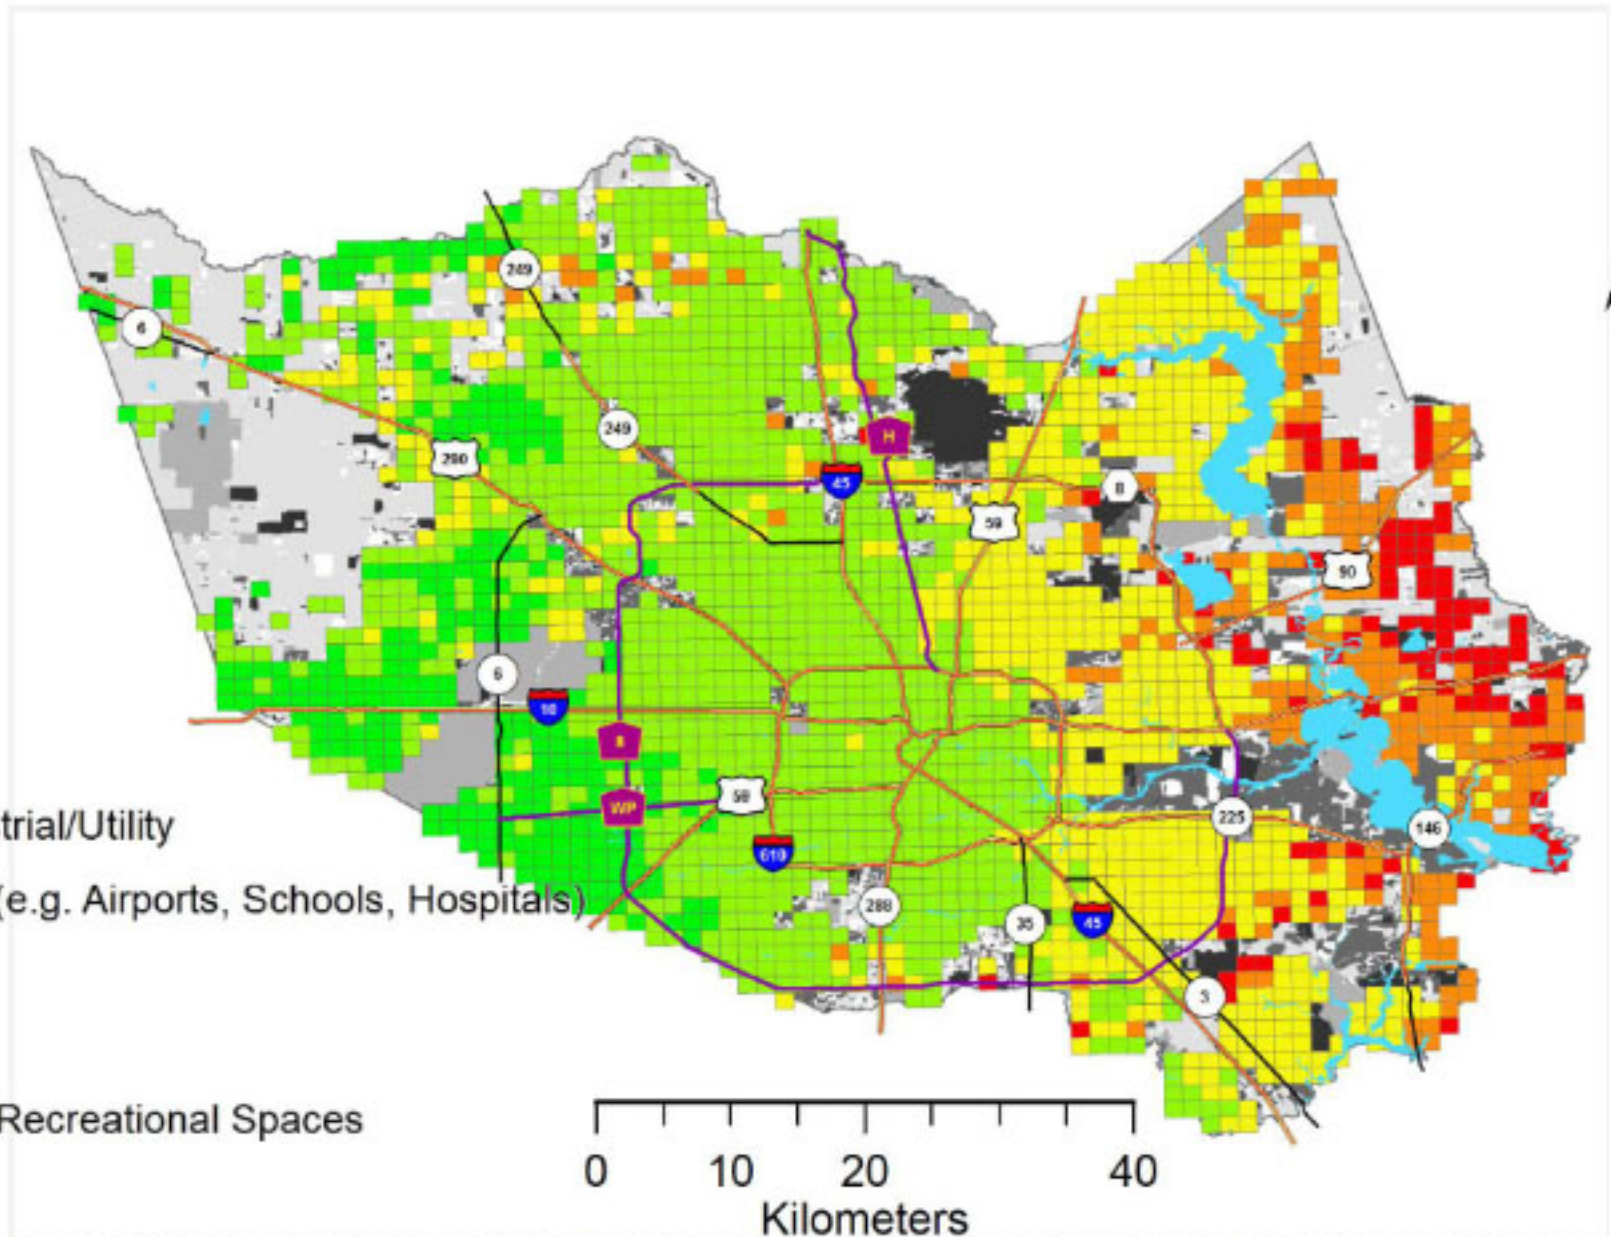 249
6
249
290
H
45
8
59
90
6
10
8
59
WP
225
146
610
trial/Utility
(e.g. Airports, Schools, Hospitals)
288
35
45
3
Recreational Spaces
0 10 20 40
Kilometers